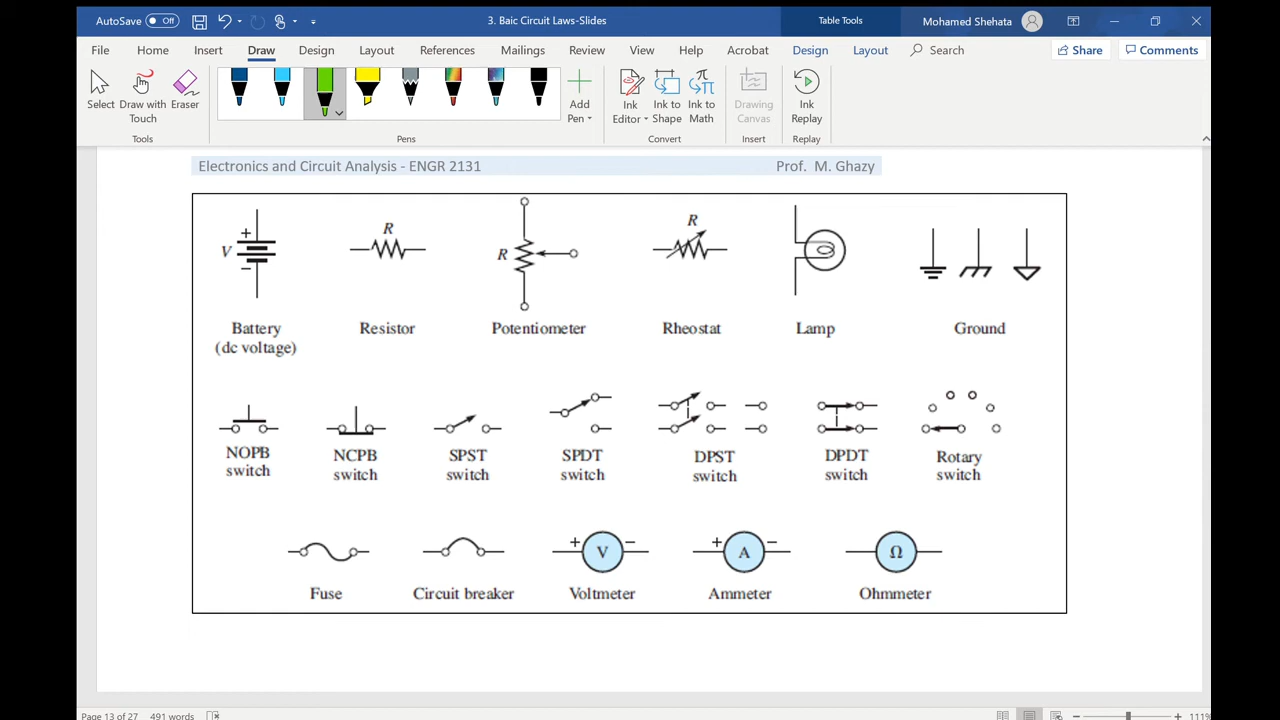 AutoSave Off 3. Baic Circuit Laws-Slides Table Tools Mohamed Shehata
File Home Insert Draw Design Layout References Mailings Review View Help Acrobat Design Layout Search Share Comments
Select Draw with Touch Eraser Add Pen Ink Editor Ink to Shape Ink to Math Drawing Canvas Ink Replay
Tools Pens Convert Insert Replay
Electronics and Circuit Analysis - ENGR 2131 Prof. M. Ghazy
V + − R R R
Battery Resistor Potentiometer Rheostat Lamp Ground
(dc voltage)
NOPB NCPB SPST SPDT DPST DPDT Rotary
switch switch switch switch switch switch switch
+ V − + A − Ω
Fuse Circuit breaker Voltmeter Ammeter Ohmmeter
Page 13 of 27 491 words 111%